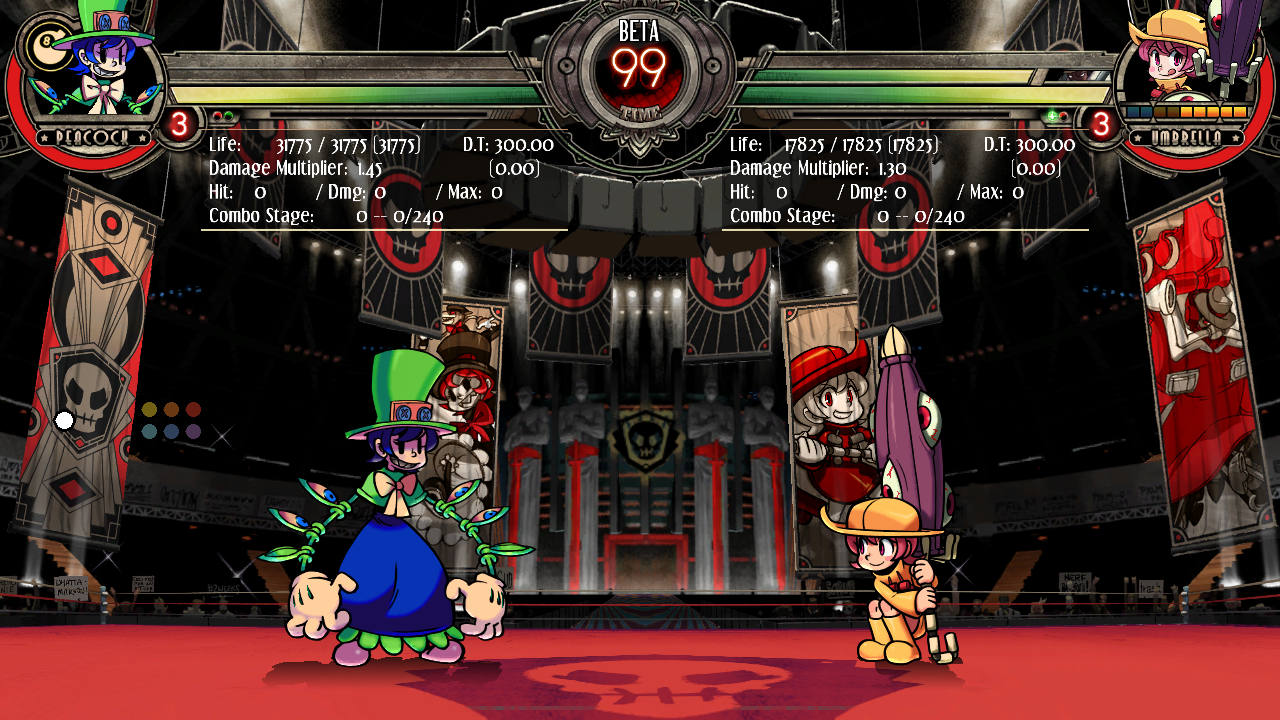 BETA
99
TIME
8
PEACOCK
UMBRELLA
3
3
Life: 31775 / 31775 [31775] D.T: 300.00
Damage Multiplier: 1.45 (0.00)
Hit: 0 / Dmg: 0 / Max: 0
Combo Stage: 0 -- 0/240
Life: 17825 / 17825 [17825] D.T: 300.00
Damage Multiplier: 1.30 (0.00)
Hit: 0 / Dmg: 0 / Max: 0
Combo Stage: 0 -- 0/240